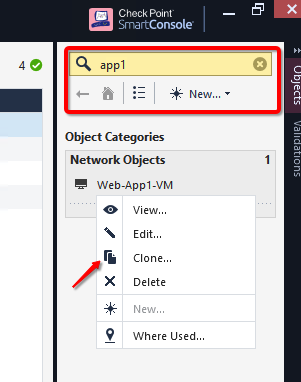 Check Point
SmartConsole
4
app1
New...
Objects
Validations
Object Categories
Network Objects 1
Web-App1-VM
View...
Edit...
Clone...
Delete
New...
Where Used...